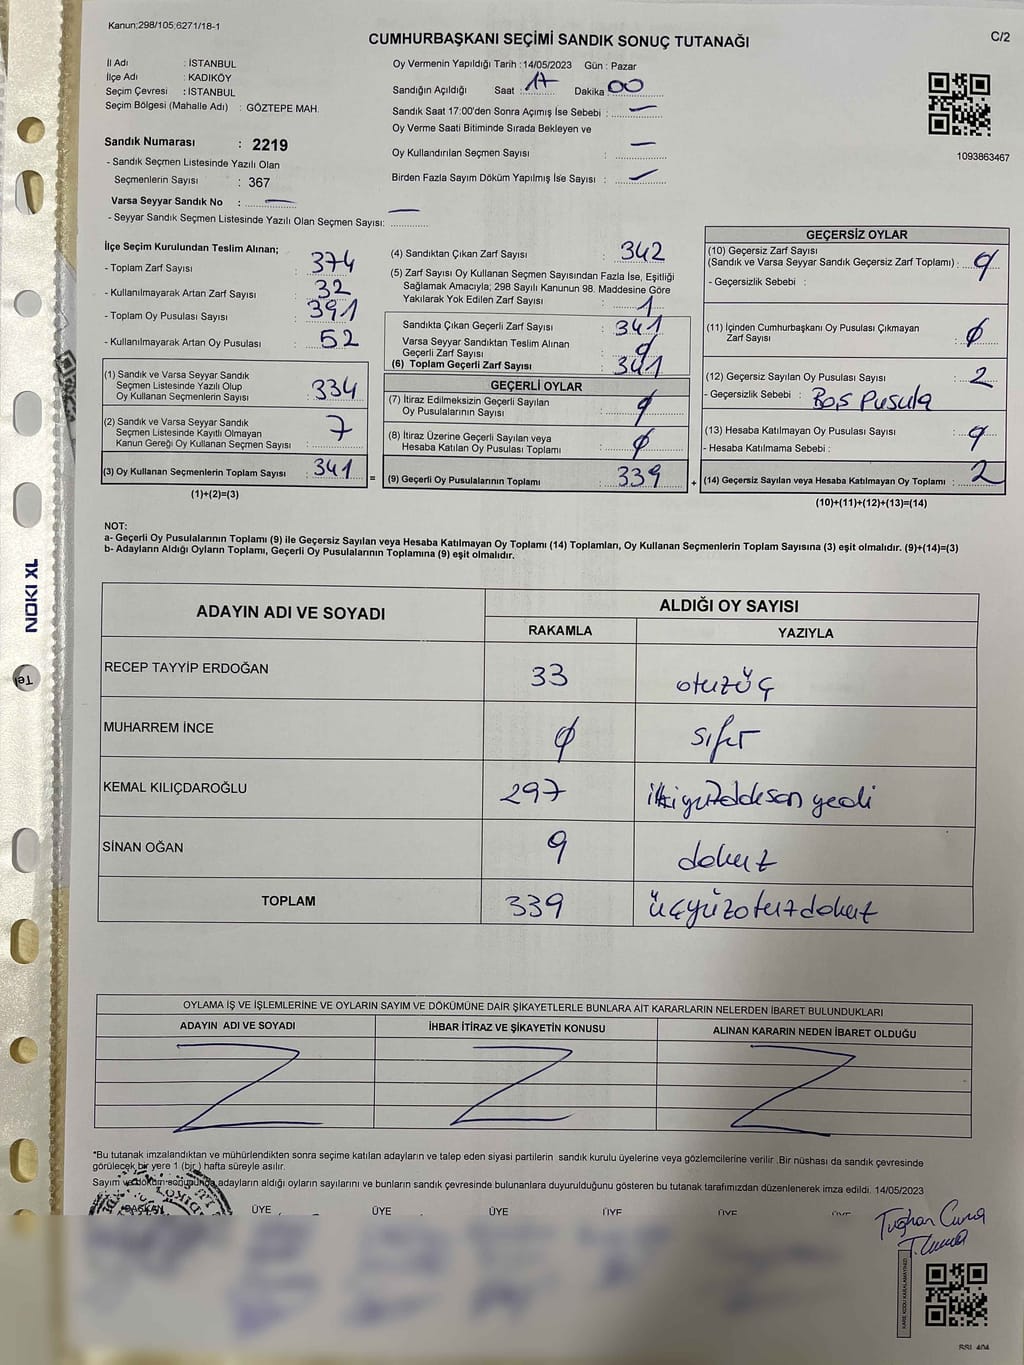 Kanun;298/105,6271/18-1
C/2
CUMHURBAŞKANI SEÇİMİ SANDIK SONUÇ TUTANAĞI
İl Adı : İSTANBUL
İlçe Adı : KADIKÖY
Seçim Çevresi : İSTANBUL
Seçim Bölgesi (Mahalle Adı) : GÖZTEPE MAH.
Sandık Numarası : 2219
- Sandık Seçmen Listesinde Yazılı Olan
Seçmenlerin Sayısı : 367
Varsa Seyyar Sandık No : —
- Seyyar Sandık Seçmen Listesinde Yazılı Olan Seçmen Sayısı: —
Oy Vermenin Yapıldığı Tarih : 14/05/2023 Gün : Pazar
Sandığın Açıldığı Saat : 17 Dakika 00
Sandık Saat 17:00'den Sonra Açımış İse Sebebi : —
Oy Verme Saati Bitiminde Sırada Bekleyen ve
Oy Kullandırılan Seçmen Sayısı : —
Birden Fazla Sayım Döküm Yapılmış İse Sayısı : —
1093863467
İlçe Seçim Kurulundan Teslim Alınan;
- Toplam Zarf Sayısı : 374
- Kullanılmayarak Artan Zarf Sayısı : 32
- Toplam Oy Pusulası Sayısı : 391
- Kullanılmayarak Artan Oy Pusulası : 52
(1) Sandık ve Varsa Seyyar Sandık
Seçmen Listesinde Yazılı Olup
Oy Kullanan Seçmenlerin Sayısı : 334
(2) Sandık ve Varsa Seyyar Sandık
Seçmen Listesinde Kayıtlı Olmayan
Kanun Gereği Oy Kullanan Seçmen Sayısı : 7
(3) Oy Kullanan Seçmenlerin Toplam Sayısı : 341
(1)+(2)=(3)
(4) Sandıktan Çıkan Zarf Sayısı : 342
(5) Zarf Sayısı Oy Kullanan Seçmen Sayısından Fazla İse, Eşitliği
Sağlamak Amacıyla; 298 Sayılı Kanunun 98. Maddesine Göre
Yakılarak Yok Edilen Zarf Sayısı : 1
Sandıkta Çıkan Geçerli Zarf Sayısı : 341
Varsa Seyyar Sandıktan Teslim Alınan
Geçerli Zarf Sayısı : 0
(6) Toplam Geçerli Zarf Sayısı : 341
GEÇERLİ OYLAR
(7) İtiraz Edilmeksizin Geçerli Sayılan
Oy Pusulalarının Sayısı : 0
(8) İtiraz Üzerine Geçerli Sayılan veya
Hesaba Katılan Oy Pusulası Toplamı : 0
= (9) Geçerli Oy Pusulalarının Toplamı : 339
GEÇERSİZ OYLAR
(10) Geçersiz Zarf Sayısı
(Sandık ve Varsa Seyyar Sandık Geçersiz Zarf Toplamı) : 0
- Geçersizlik Sebebi :
(11) İçinden Cumhurbaşkanı Oy Pusulası Çıkmayan
Zarf Sayısı : 0
(12) Geçersiz Sayılan Oy Pusulası Sayısı : 2
- Geçersizlik Sebebi : Boş Pusula
(13) Hesaba Katılmayan Oy Pusulası Sayısı : 0
- Hesaba Katılmama Sebebi :
+ (14) Geçersiz Sayılan veya Hesaba Katılmayan Oy Toplamı : 2
(10)+(11)+(12)+(13)=(14)
NOT:
a- Geçerli Oy Pusulalarının Toplamı (9) ile Geçersiz Sayılan veya Hesaba Katılmayan Oy Toplamı (14) Toplamları, Oy Kullanan Seçmenlerin Toplam Sayısına (3) eşit olmalıdır. (9)+(14)=(3)
b- Adayların Aldığı Oyların Toplamı, Geçerli Oy Pusulalarının Toplamına (9) eşit olmalıdır.
ADAYIN ADI VE SOYADI ALDIĞI OY SAYISI
RAKAMLA YAZIYLA
RECEP TAYYİP ERDOĞAN 33 otuzüç
MUHARREM İNCE 0 sıfır
KEMAL KILIÇDAROĞLU 297 ikiyüzdoksan yedi
SİNAN OĞAN 9 dokuz
TOPLAM 339 üçyüzotuzdokuz
OYLAMA İŞ VE İŞLEMLERİNE VE OYLARIN SAYIM VE DÖKÜMÜNE DAİR ŞİKAYETLERLE BUNLARA AİT KARARLARIN NELERDEN İBARET BULUNDUKLARI
ADAYIN ADI VE SOYADI İHBAR İTİRAZ VE ŞİKAYETİN KONUSU ALINAN KARARIN NEDEN İBARET OLDUĞU
*Bu tutanak imzalandıktan ve mühürlendikten sonra seçime katılan adayların ve talep eden siyasi partilerin sandık kurulu üyelerine veya gözlemcilerine verilir .Bir nüshası da sandık çevresinde
görülecek bir yere 1 (bir ) hafta süreyle asılır.
Sayım ve döküm sonucunda adayların aldığı oyların sayılarını ve bunların sandık çevresinde bulunanlara duyurulduğunu gösteren bu tutanak tarafımızdan düzenlenerek imza edildi. 14/05/2023
BAŞKAN ÜYE ÜYE ÜYE ÜYE ÜYE ÜYE
NOKI XL
Tel